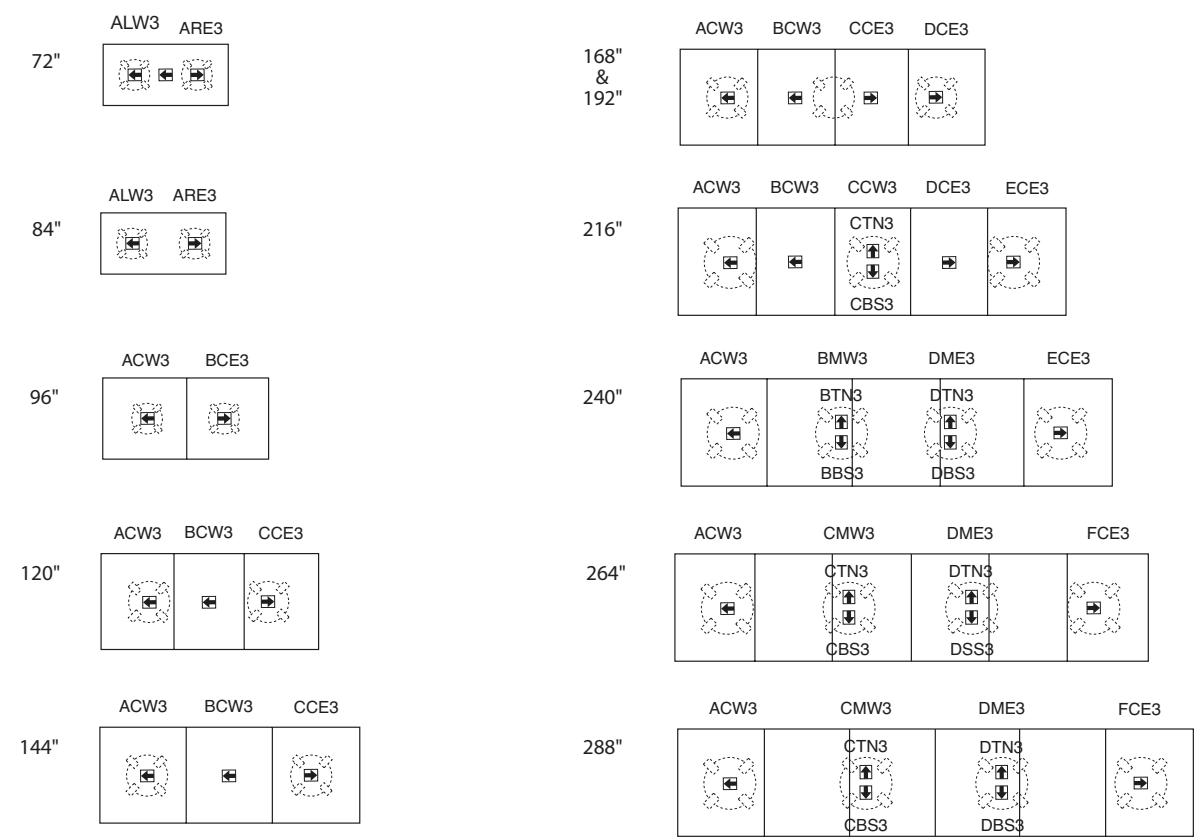 ALW3 ARE3
72"
ALW3 ARE3
84"
ACW3 BCE3
96"
ACW3 BCW3 CCE3
120"
ACW3 BCW3 CCE3
144"
ACW3 BCW3 CCE3 DCE3
168"
&
192"
ACW3 BCW3 CCW3 DCE3 ECE3
216"
CTN3
CBS3
ACW3 BMW3 DME3 ECE3
240"
BTN3 DTN3
BBS3 DBS3
ACW3 CMW3 DME3 FCE3
264"
CTN3 DTN3
CBS3 DSS3
ACW3 CMW3 DME3 FCE3
288"
CTN3 DTN3
CBS3 DBS3